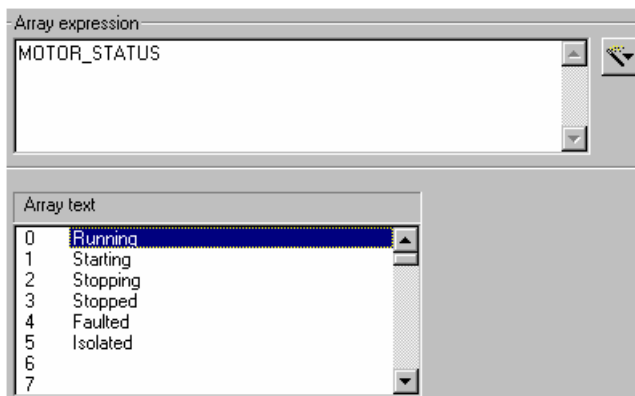 Array expression
MOTOR_STATUS
Array text
0 Running
1 Starting
2 Stopping
3 Stopped
4 Faulted
5 Isolated
6
7